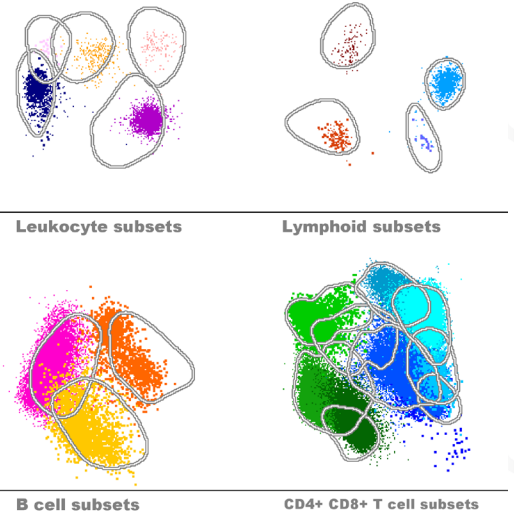 Leukocyte subsets
Lymphoid subsets
B cell subsets
CD4+ CD8+ T cell subsets